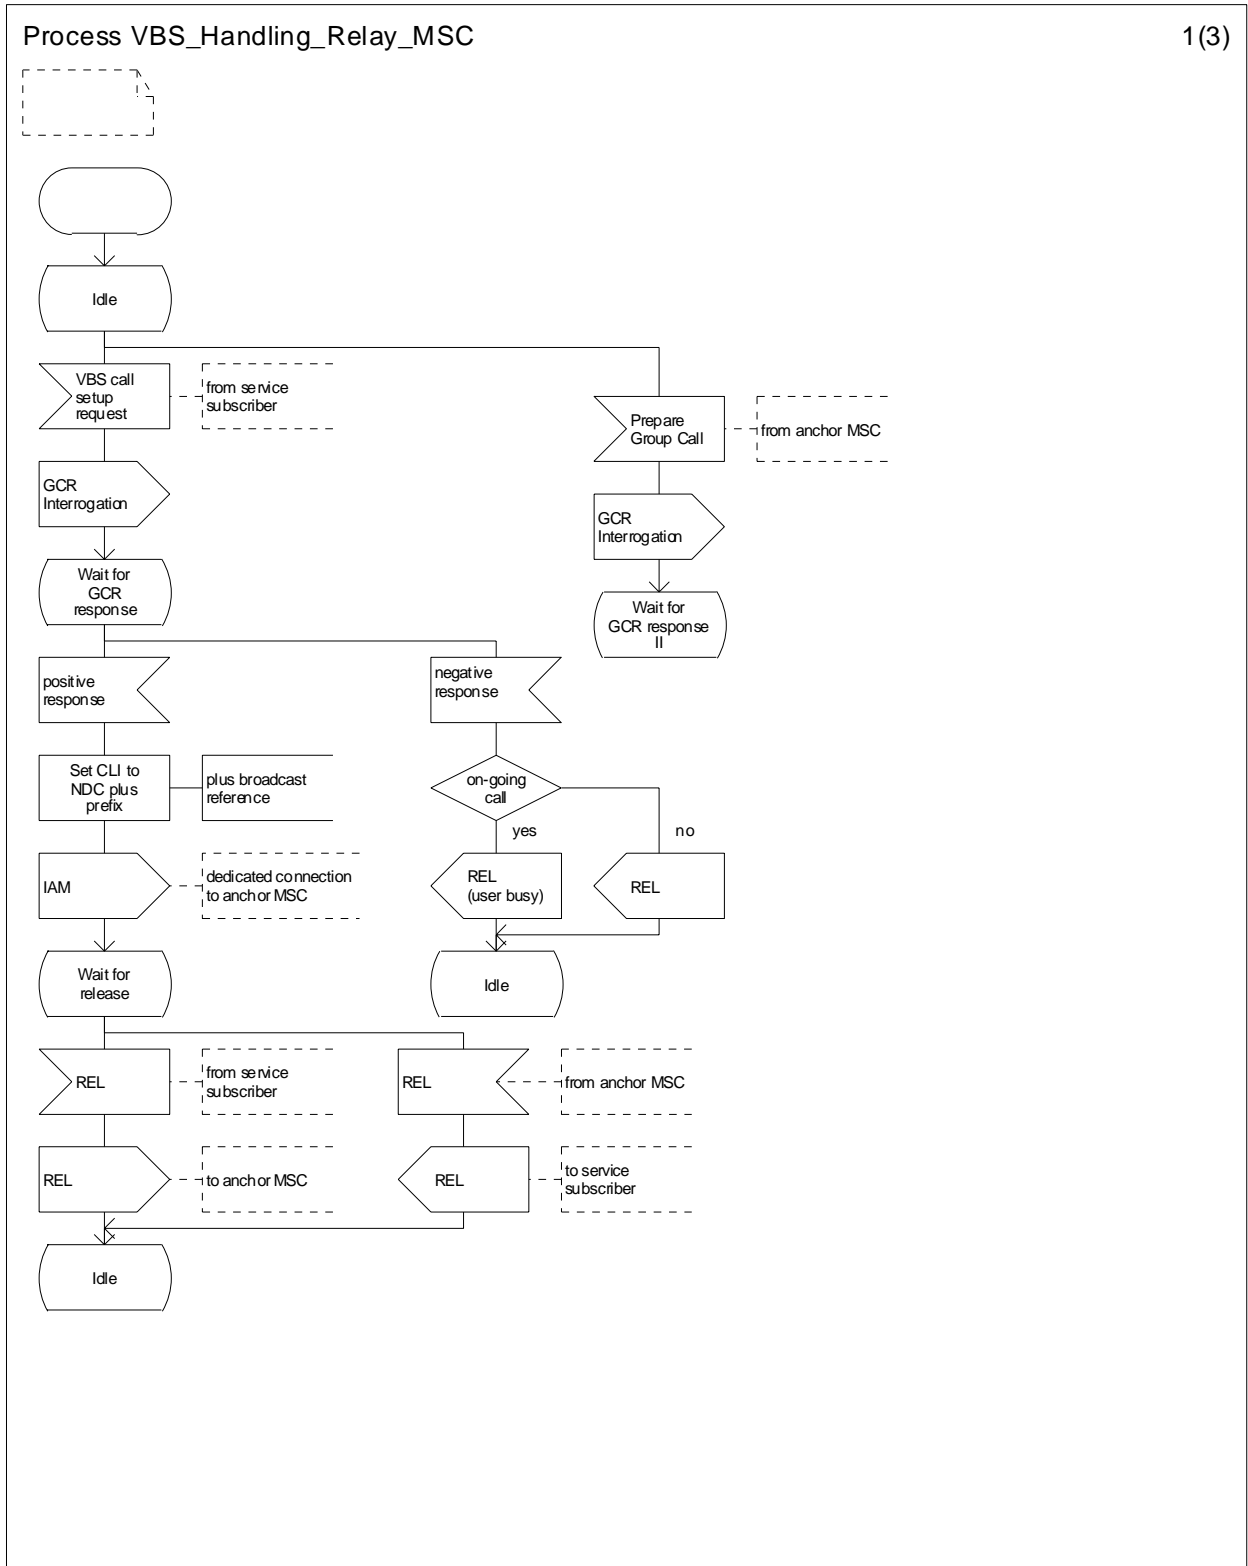 Process VBS_Handling_Relay_MSC
1(3)
Idle
VBS call
setup
request
from service
subscriber
Prepare
Group Call
from anchor MSC
GCR
Interrogation
GCR
Interrogation
Wait for
GCR
response
Wait for
GCR response
II
positive
response
negative
response
Set CLI to
NDC plus
prefix
plus broadcast
reference
on-going
call
yes
no
IAM
dedicated connection
to anchor MSC
REL
(user busy)
REL
Wait for
release
Idle
REL
from service
subscriber
REL
from anchor MSC
REL
to anchor MSC
REL
to service
subscriber
Idle